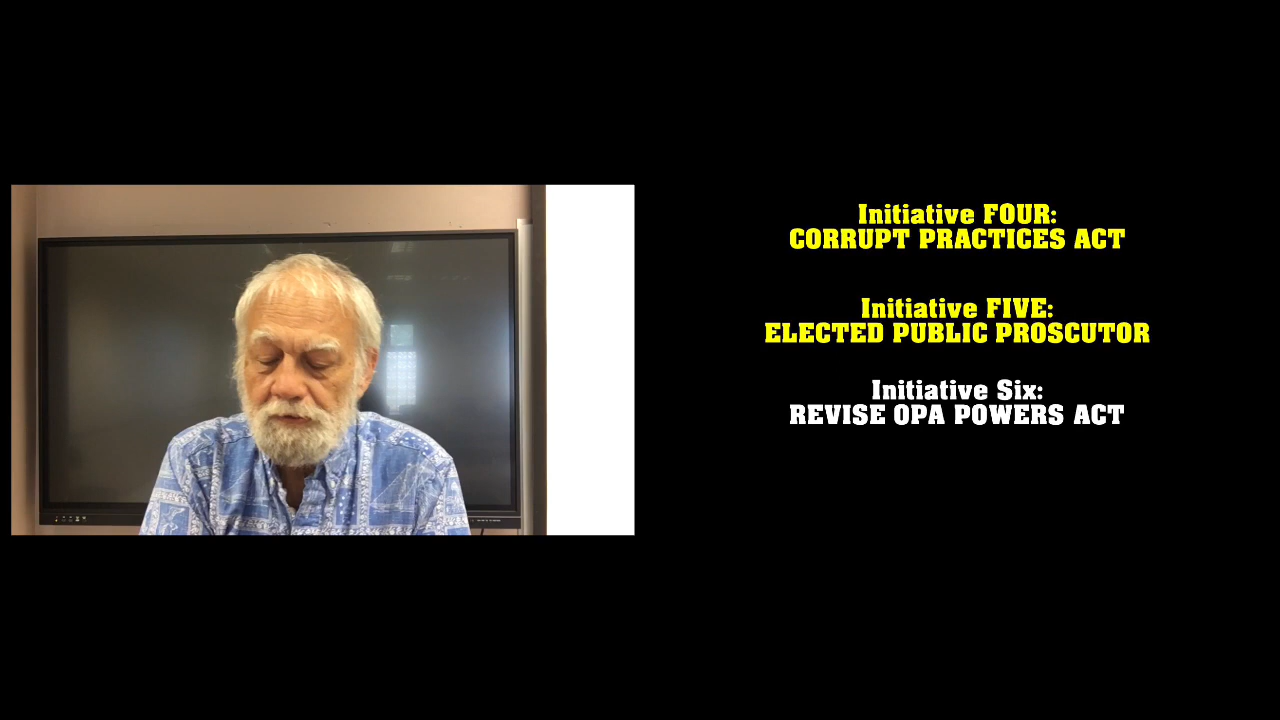 Initiative FOUR:
CORRUPT PRACTICES ACT
Initiative FIVE:
ELECTED PUBLIC PROSCUTOR
Initiative Six:
REVISE OPA POWERS ACT